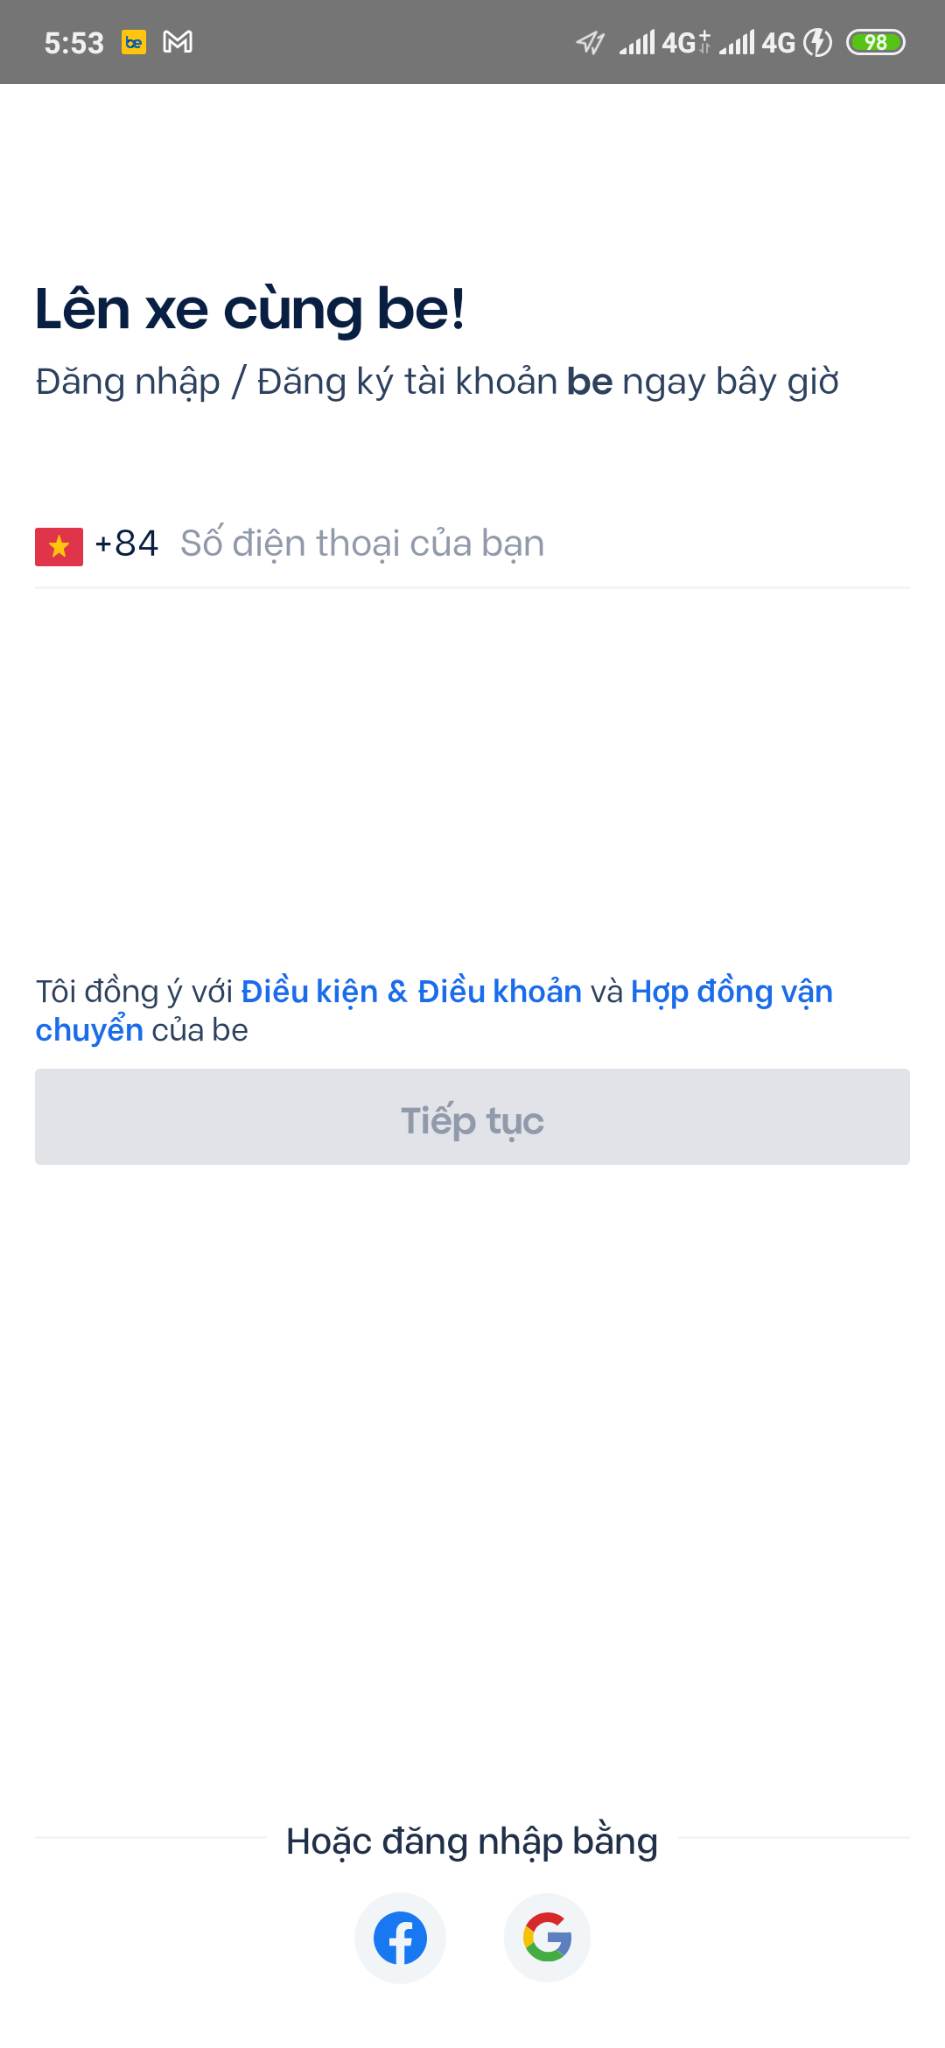 5:53 be 4G+ 4G 98
Lên xe cùng be!
Đăng nhập / Đăng ký tài khoản be ngay bây giờ
+84 Số điện thoại của bạn
Tôi đồng ý với Điều kiện & Điều khoản và Hợp đồng vận
chuyển của be
Tiếp tục
Hoặc đăng nhập bằng